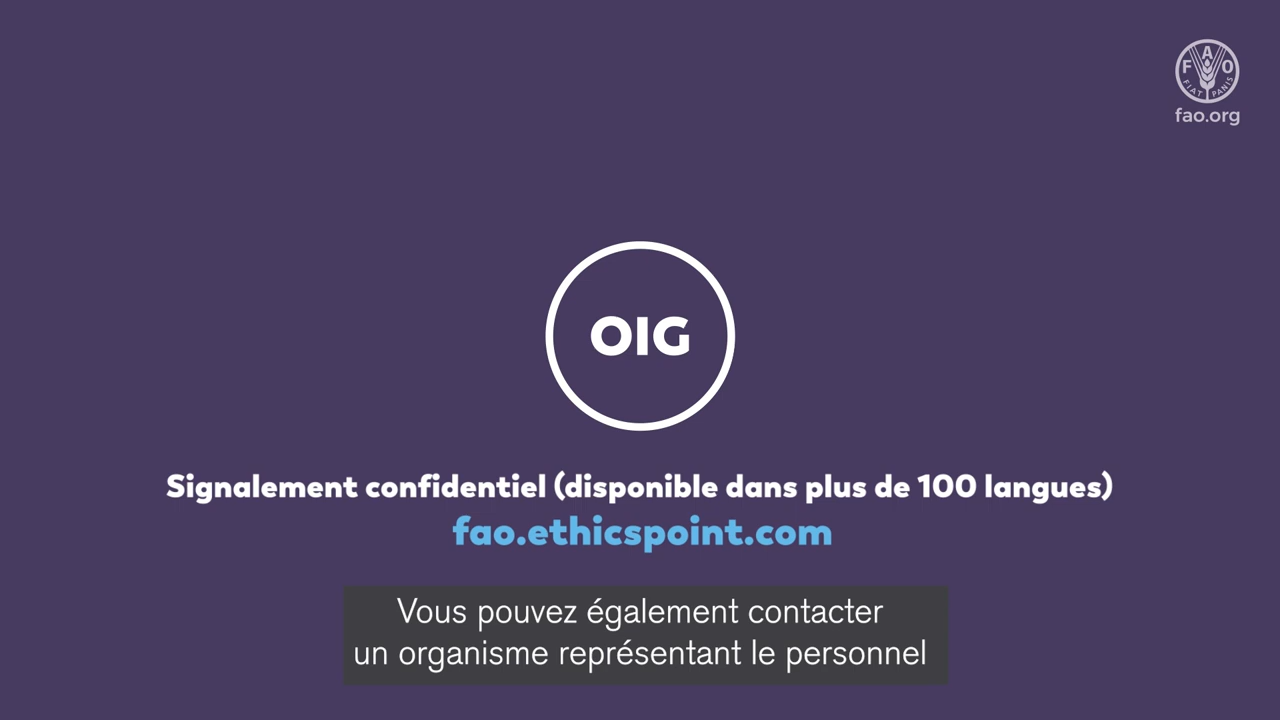 FAO
FIAT PANIS
fao.org
OIG
Signalement confidentiel (disponible dans plus de 100 langues)
fao.ethicspoint.com
Vous pouvez également contacter
un organisme représentant le personnel